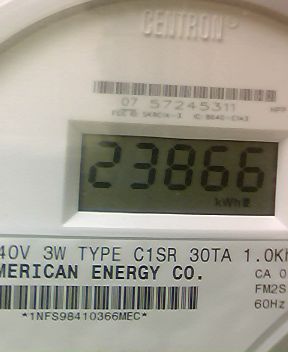 CENTRON
07 57245311
23866
kWh
40V 3W TYPE C1SR 30TA 1.0Kh
MERICAN ENERGY CO.
CA 0
FM2S
60Hz
*1NFS98410366MEC*